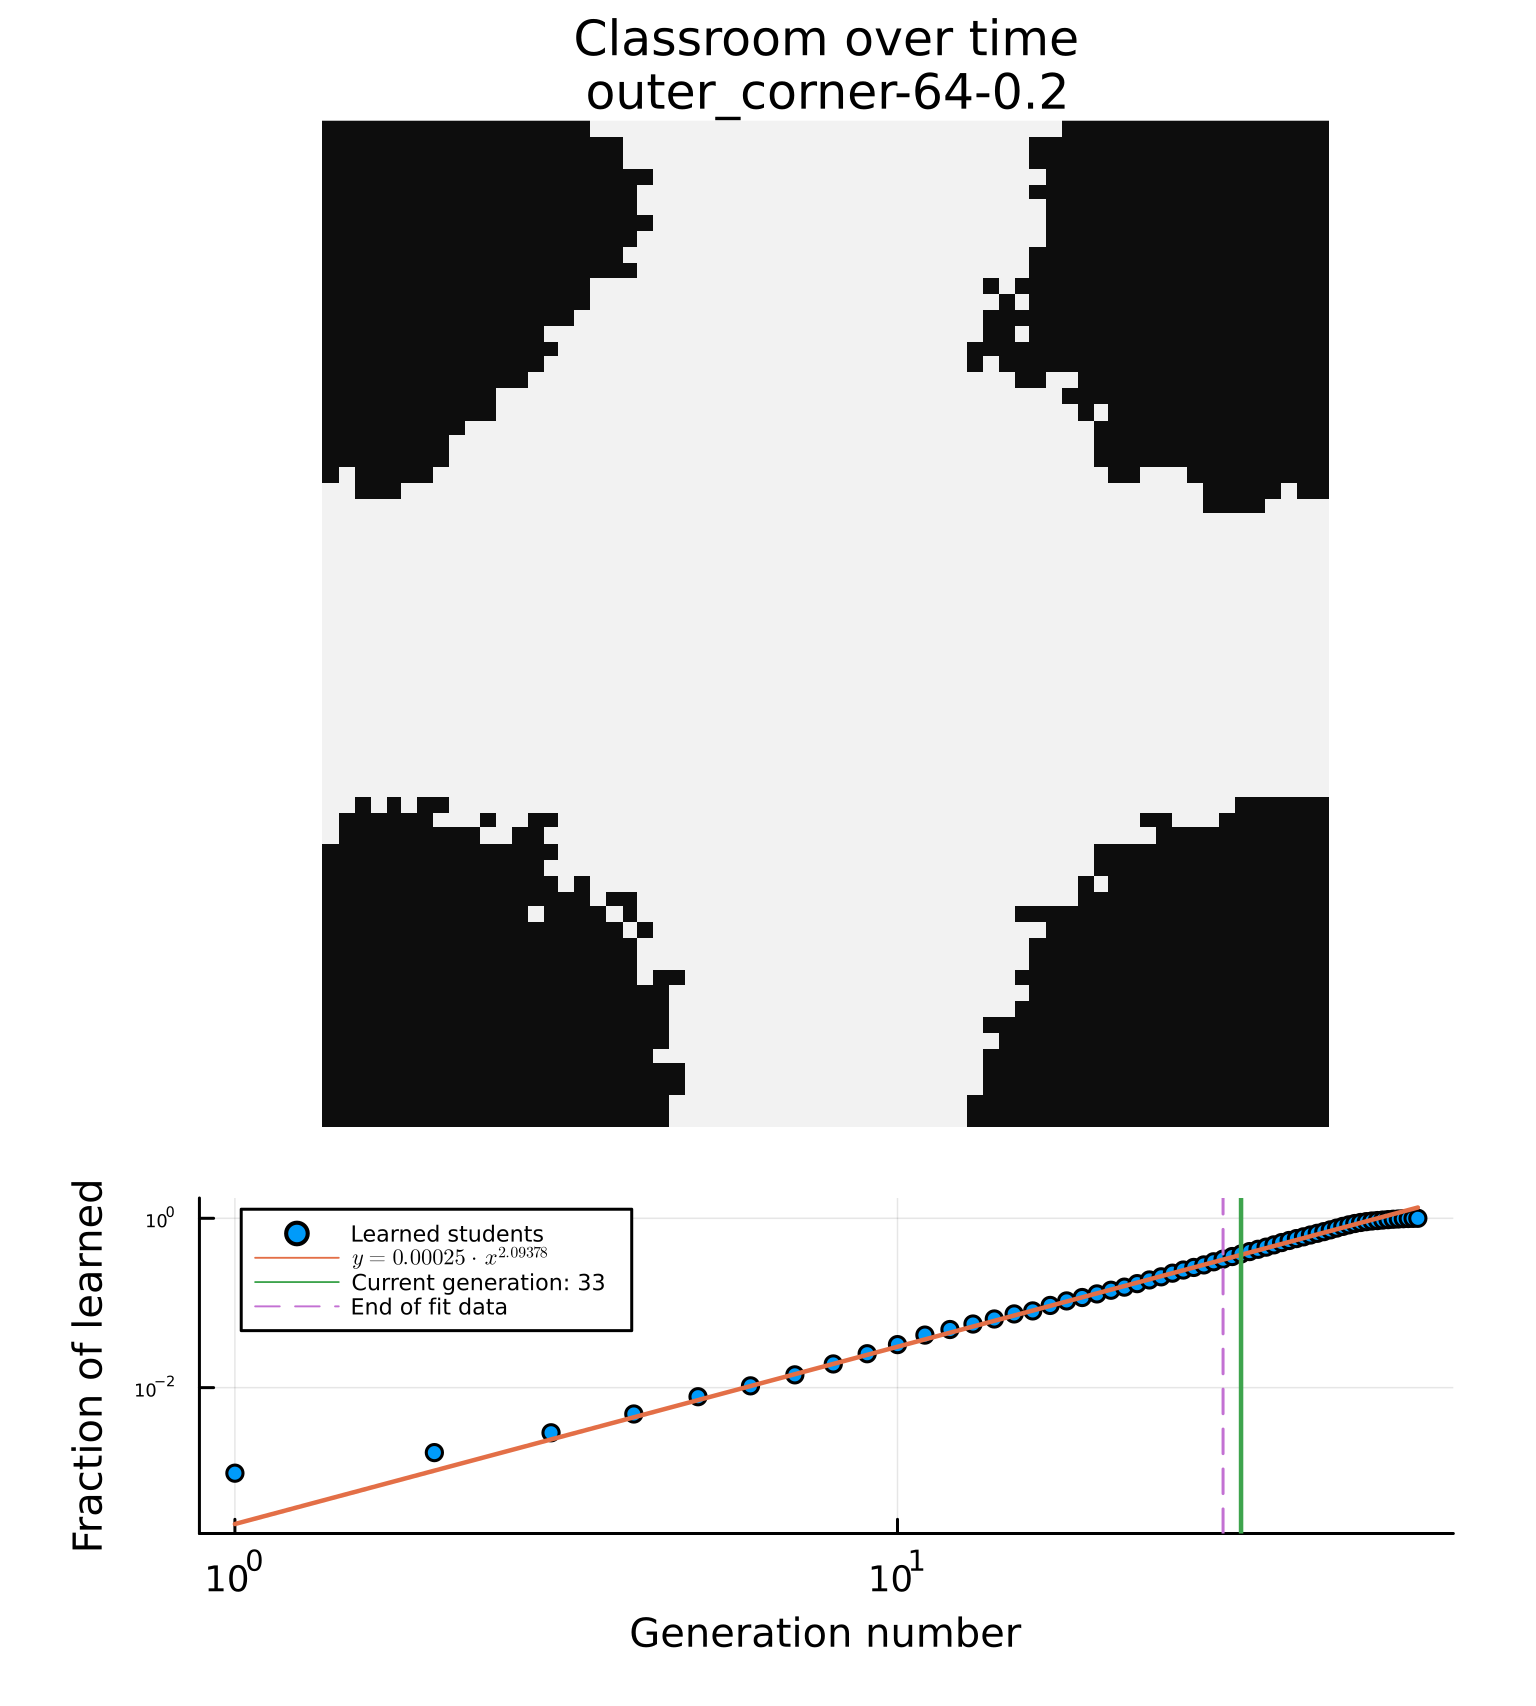 Classroom over time
outer_corner-64-0.2
Fraction of learned
10^0
10^-2
Learned students
y = 0.00025 · x^2.09378
Current generation: 33
End of fit data
10^0
10^1
Generation number